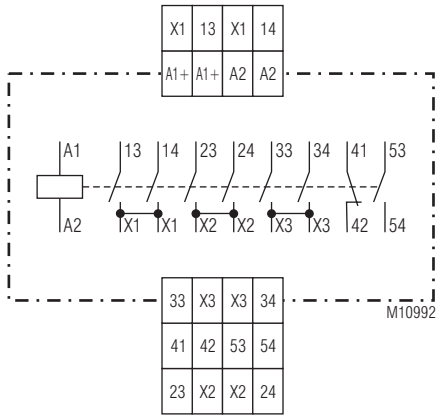 X1 13 X1 14
A1+ A1+ A2 A2
A1 13 14 23 24 33 34 41 53
A2 X1 X1 X2 X2 X3 X3 42 54
33 X3 X3 34
M10992
41 42 53 54
23 X2 X2 24